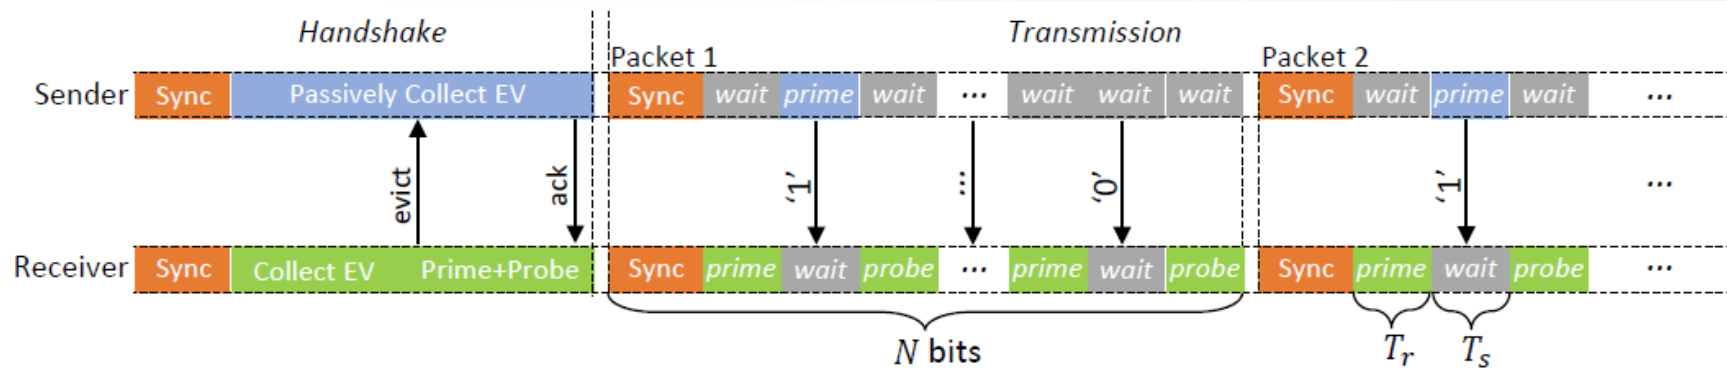 Handshake Transmission
Packet 1 Packet 2
Sender Sync Passively Collect EV Sync wait prime wait ... wait wait wait Sync wait prime wait ...
evict ack '1' ... '0' '1' ...
Receiver Sync Collect EV Prime+Probe Sync prime wait probe ... prime wait probe Sync prime wait probe ...
N bits T_r T_s